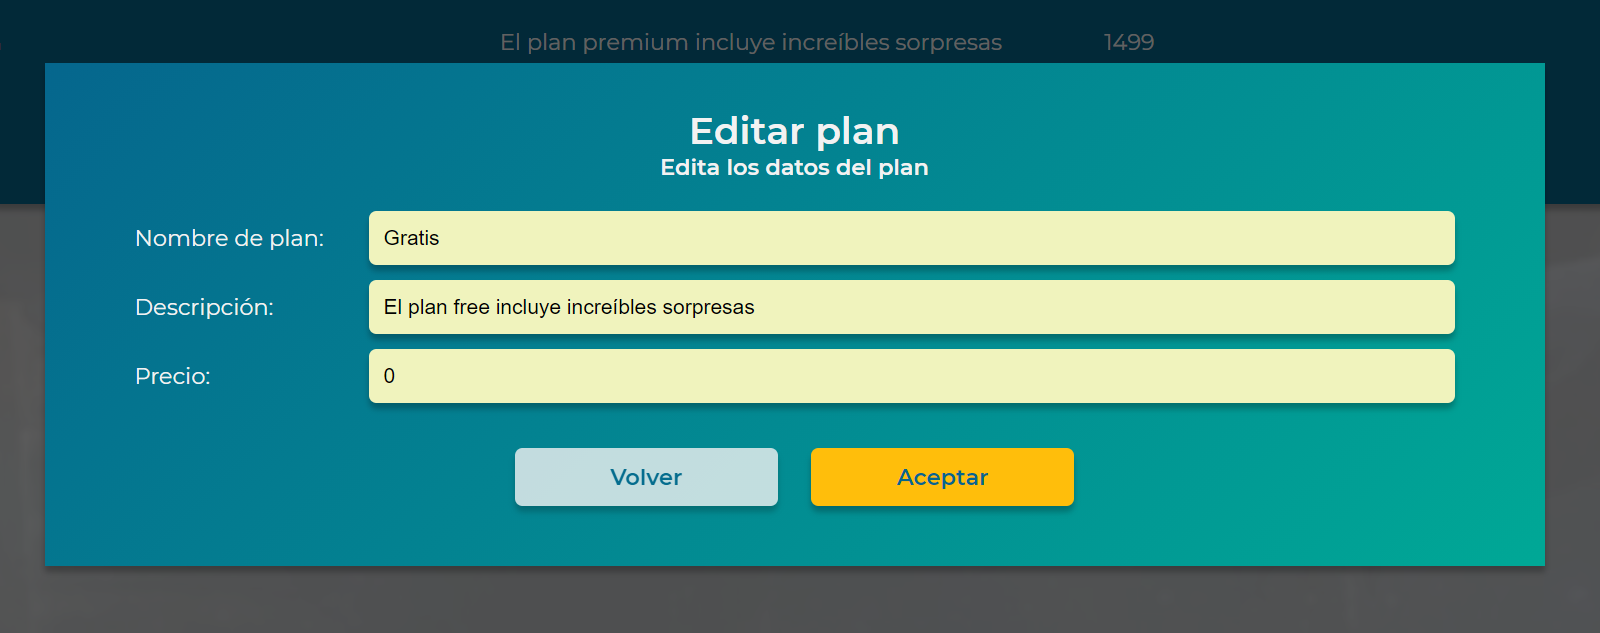 El plan premium incluye increíbles sorpresas 1499
Editar plan
Edita los datos del plan
Nombre de plan: Gratis
Descripción: El plan free incluye increíbles sorpresas
Precio: 0
Volver Aceptar